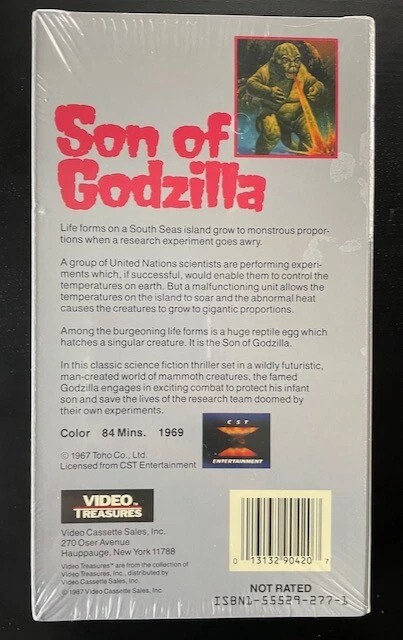 Son of
Godzilla
Life forms on a South Seas island grow to monstrous propor-
tions when a research experiment goes awry.
A group of United Nations scientists are performing experi-
ments which, if successful, would enable them to control the
temperatures on earth. But a malfunctioning unit allows the
temperatures on the island to soar and the abnormal heat
causes the creatures to grow to gigantic proportions.
Among the burgeoning life forms is a huge reptile egg which
hatches a singular creature. It is the Son of Godzilla.
In this classic science fiction thriller set in a wildly futuristic,
man-created world of mammoth creatures, the famed
Godzilla engages in exciting combat to protect his infant
son and save the lives of the research team doomed by
their own experiments.
Color 84 Mins. 1969
© 1967 Toho Co., Ltd.
Licensed from CST Entertainment
CST
ENTERTAINMENT
VIDEO™
TREASURES
Video Cassette Sales, Inc.
270 Oser Avenue
Hauppauge, New York 11788
Video Treasures™ are from the collection of
Video Treasures, Inc., distributed by
Video Cassette Sales, Inc.
© 1987 Video Cassette Sales, Inc.
0 13132 90420 7
NOT RATED
ISBN1-55529-277-1